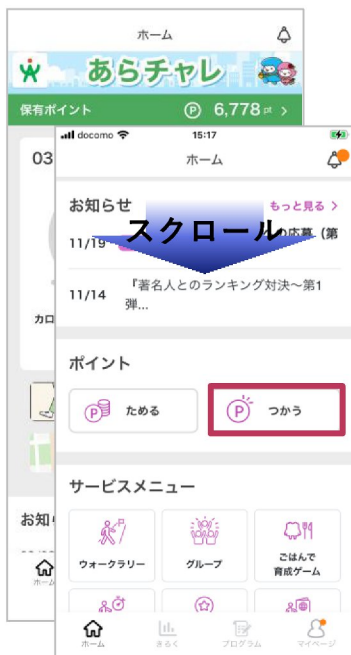 ホーム
あらチャレ
保有ポイント P 6,778 pt >
03
カロ
お知
ホーム
docomo 15:17
ホーム
お知らせ もっと見る >
スクロール
11/19 の応募（第
11/14 『著名人とのランキング対決～第1
弾...
ポイント
P ためる
P つかう
サービスメニュー
ウォークラリー
グループ
ごはんで
育成ゲーム
ホーム
きるく
プログラム
マイページ